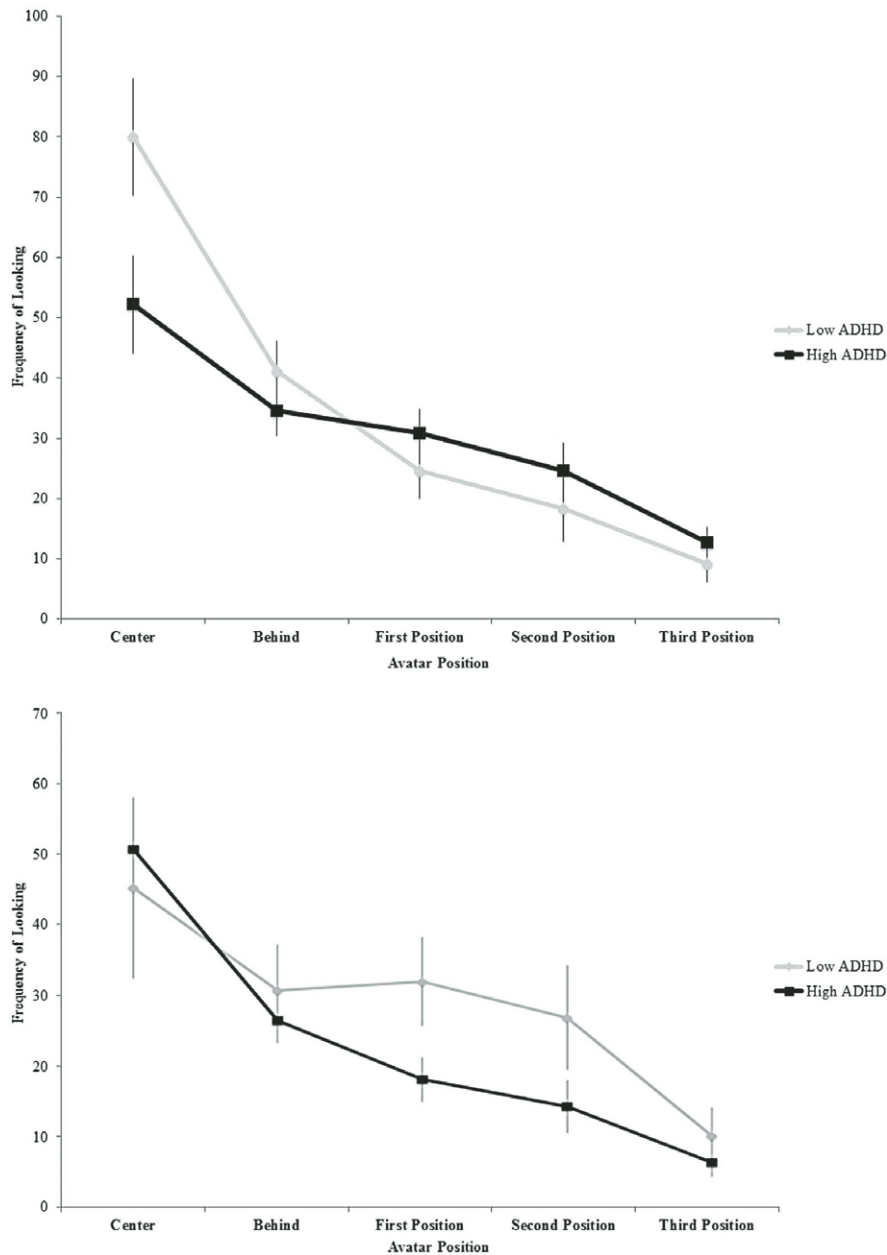 100
90
80
70
60
50
40
30
20
10
0
Frequency of Looking
Center Behind First Position Second Position Third Position
Avatar Position
Low ADHD
High ADHD
70
60
50
40
30
20
10
0
Frequency of Looking
Center Behind First Position Second Position Third Position
Avatar Position
Low ADHD
High ADHD